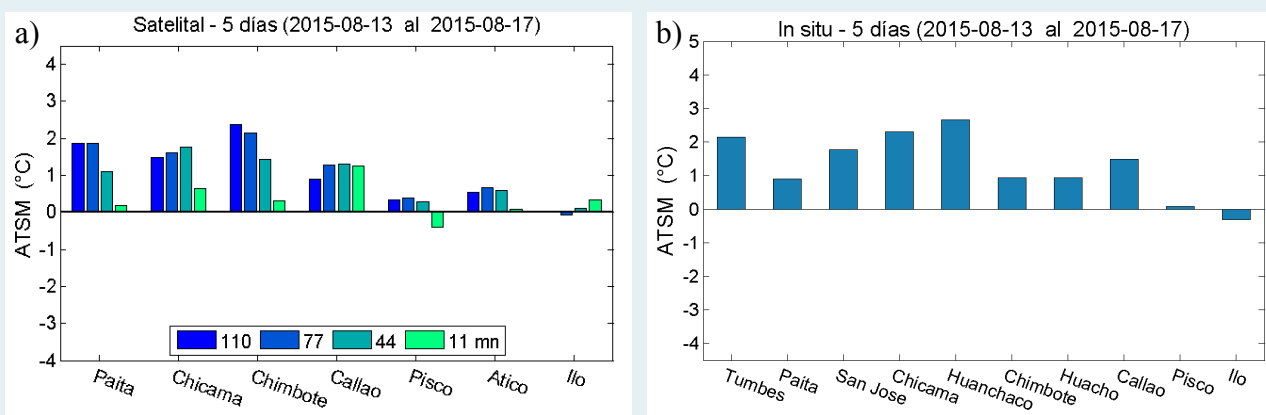 a)
Satelital - 5 días (2015-08-13 al 2015-08-17)
ATSM (°C)
4
3
2
1
0
-1
-2
-3
-4
110 77 44 11 mn
Paita Chicama Chimbote Callao Pisco Atico Ilo
b)
In situ - 5 días (2015-08-13 al 2015-08-17)
ATSM (°C)
5
4
3
2
1
0
-1
-2
-3
-4
Tumbes Paita San Jose Chicama Huanchaco Chimbote Huacho Callao Pisco Ilo